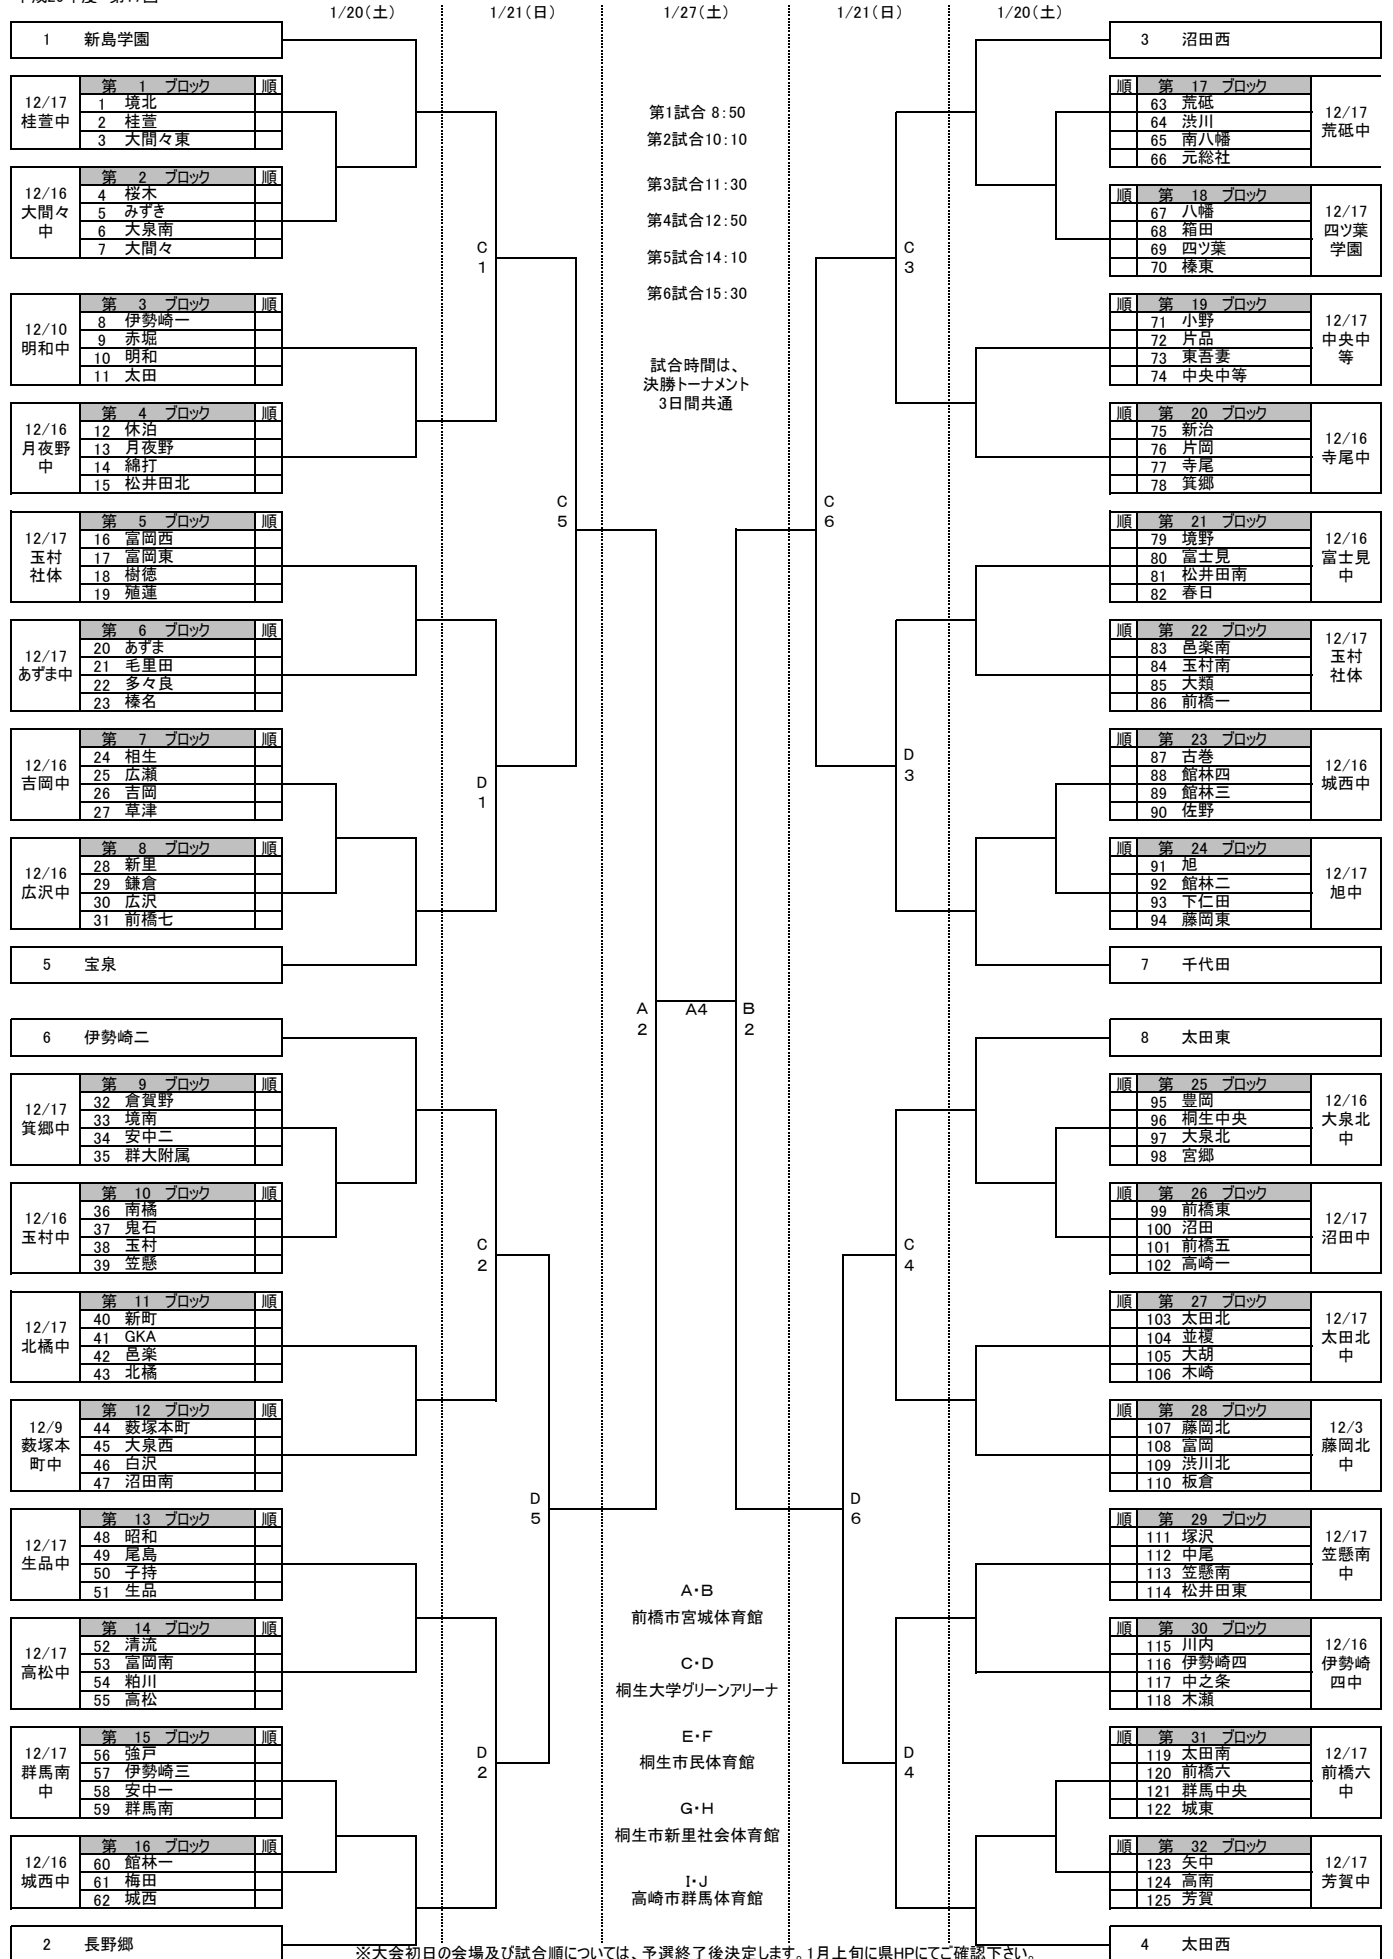 1/20(土)
1/21(日)
1/27(土)
1/21(日)
1/20(土)
1 新島学園
12/17
桂萱中
第 1 ブロック 順
1 境北
2 桂萱
3 大間々東
12/16
大間々
中
第 2 ブロック 順
4 桜木
5 みずき
6 大泉南
7 大間々
12/10
明和中
第 3 ブロック 順
8 伊勢崎一
9 赤堀
10 明和
11 太田
12/16
月夜野
中
第 4 ブロック 順
12 休泊
13 月夜野
14 綿打
15 松井田北
12/17
玉村
社体
第 5 ブロック 順
16 富岡西
17 富岡東
18 樹徳
19 殖蓮
12/17
あずま中
第 6 ブロック 順
20 あずま
21 毛里田
22 多々良
23 榛名
12/16
吉岡中
第 7 ブロック 順
24 相生
25 広瀬
26 吉岡
27 草津
12/16
広沢中
第 8 ブロック 順
28 新里
29 鎌倉
30 広沢
31 前橋七
5 宝泉
6 伊勢崎二
12/17
箕郷中
第 9 ブロック 順
32 倉賀野
33 境南
34 安中二
35 群大附属
12/16
玉村中
第 10 ブロック 順
36 南橘
37 鬼石
38 玉村
39 笠懸
12/17
北橘中
第 11 ブロック 順
40 新町
41 GKA
42 邑楽
43 北橘
12/9
薮塚本
町中
第 12 ブロック 順
44 薮塚本町
45 大泉西
46 白沢
47 沼田南
12/17
生品中
第 13 ブロック 順
48 昭和
49 尾島
50 子持
51 生品
12/17
高松中
第 14 ブロック 順
52 清流
53 富岡南
54 粕川
55 高松
12/17
群馬南
中
第 15 ブロック 順
56 強戸
57 伊勢崎三
58 安中一
59 群馬南
12/16
城西中
第 16 ブロック 順
60 館林一
61 梅田
62 城西
2 長野郷
C
1
D
1
C
5
C
2
D
2
D
5
A
2
A4
B
2
第1試合 8:50
第2試合10:10
第3試合11:30
第4試合12:50
第5試合14:10
第6試合15:30
試合時間は、
決勝トーナメント
3日間共通
A・B
前橋市宮城体育館
C・D
桐生大学グリーンアリーナ
E・F
桐生市民体育館
G・H
桐生市新里社会体育館
I・J
高崎市群馬体育館
C
3
D
3
C
6
C
4
D
4
D
6
3 沼田西
順 第 17 ブロック
63 荒砥
64 渋川
65 南八幡
66 元総社
12/17
荒砥中
順 第 18 ブロック
67 八幡
68 箱田
69 四ツ葉
70 榛東
12/17
四ツ葉
学園
順 第 19 ブロック
71 小野
72 片品
73 東吾妻
74 中央中等
12/17
中央中
等
順 第 20 ブロック
75 新治
76 片岡
77 寺尾
78 箕郷
12/16
寺尾中
順 第 21 ブロック
79 境野
80 富士見
81 松井田南
82 春日
12/16
富士見
中
順 第 22 ブロック
83 邑楽南
84 玉村南
85 大類
86 前橋一
12/17
玉村
社体
順 第 23 ブロック
87 古巻
88 館林四
89 館林三
90 佐野
12/16
城西中
順 第 24 ブロック
91 旭
92 館林二
93 下仁田
94 藤岡東
12/17
旭中
7 千代田
8 太田東
順 第 25 ブロック
95 豊岡
96 桐生中央
97 大泉北
98 宮郷
12/16
大泉北
中
順 第 26 ブロック
99 前橋東
100 沼田
101 前橋五
102 高崎一
12/17
沼田中
順 第 27 ブロック
103 太田北
104 並榎
105 大胡
106 木崎
12/17
太田北
中
順 第 28 ブロック
107 藤岡北
108 富岡
109 渋川北
110 板倉
12/3
藤岡北
中
順 第 29 ブロック
111 塚沢
112 中尾
113 笠懸南
114 松井田東
12/17
笠懸南
中
順 第 30 ブロック
115 川内
116 伊勢崎四
117 中之条
118 木瀬
12/16
伊勢崎
四中
順 第 31 ブロック
119 太田南
120 前橋六
121 群馬中央
122 城東
12/17
前橋六
中
順 第 32 ブロック
123 矢中
124 高南
125 芳賀
12/17
芳賀中
4 太田西
※大会初日の会場及び試合順については、予選終了後決定します。1月上旬に県HPにてご確認下さい。